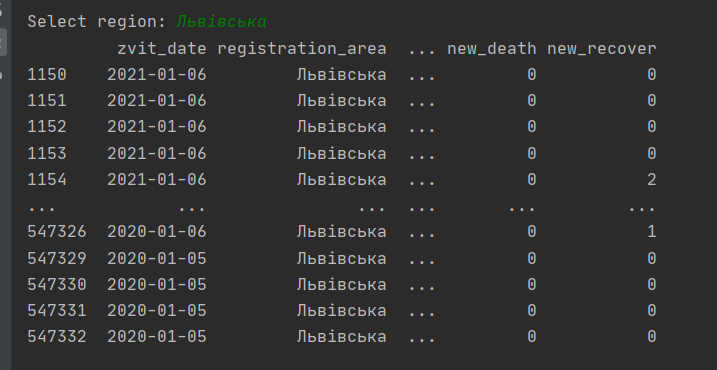 Select region: Львівська
zvit_date registration_area ... new_death new_recover
1150 2021-01-06 Львівська ... 0 0
1151 2021-01-06 Львівська ... 0 0
1152 2021-01-06 Львівська ... 0 0
1153 2021-01-06 Львівська ... 0 0
1154 2021-01-06 Львівська ... 0 2
... ... ... ... ... ...
547326 2020-01-06 Львівська ... 0 1
547329 2020-01-05 Львівська ... 0 0
547330 2020-01-05 Львівська ... 0 0
547331 2020-01-05 Львівська ... 0 0
547332 2020-01-05 Львівська ... 0 0